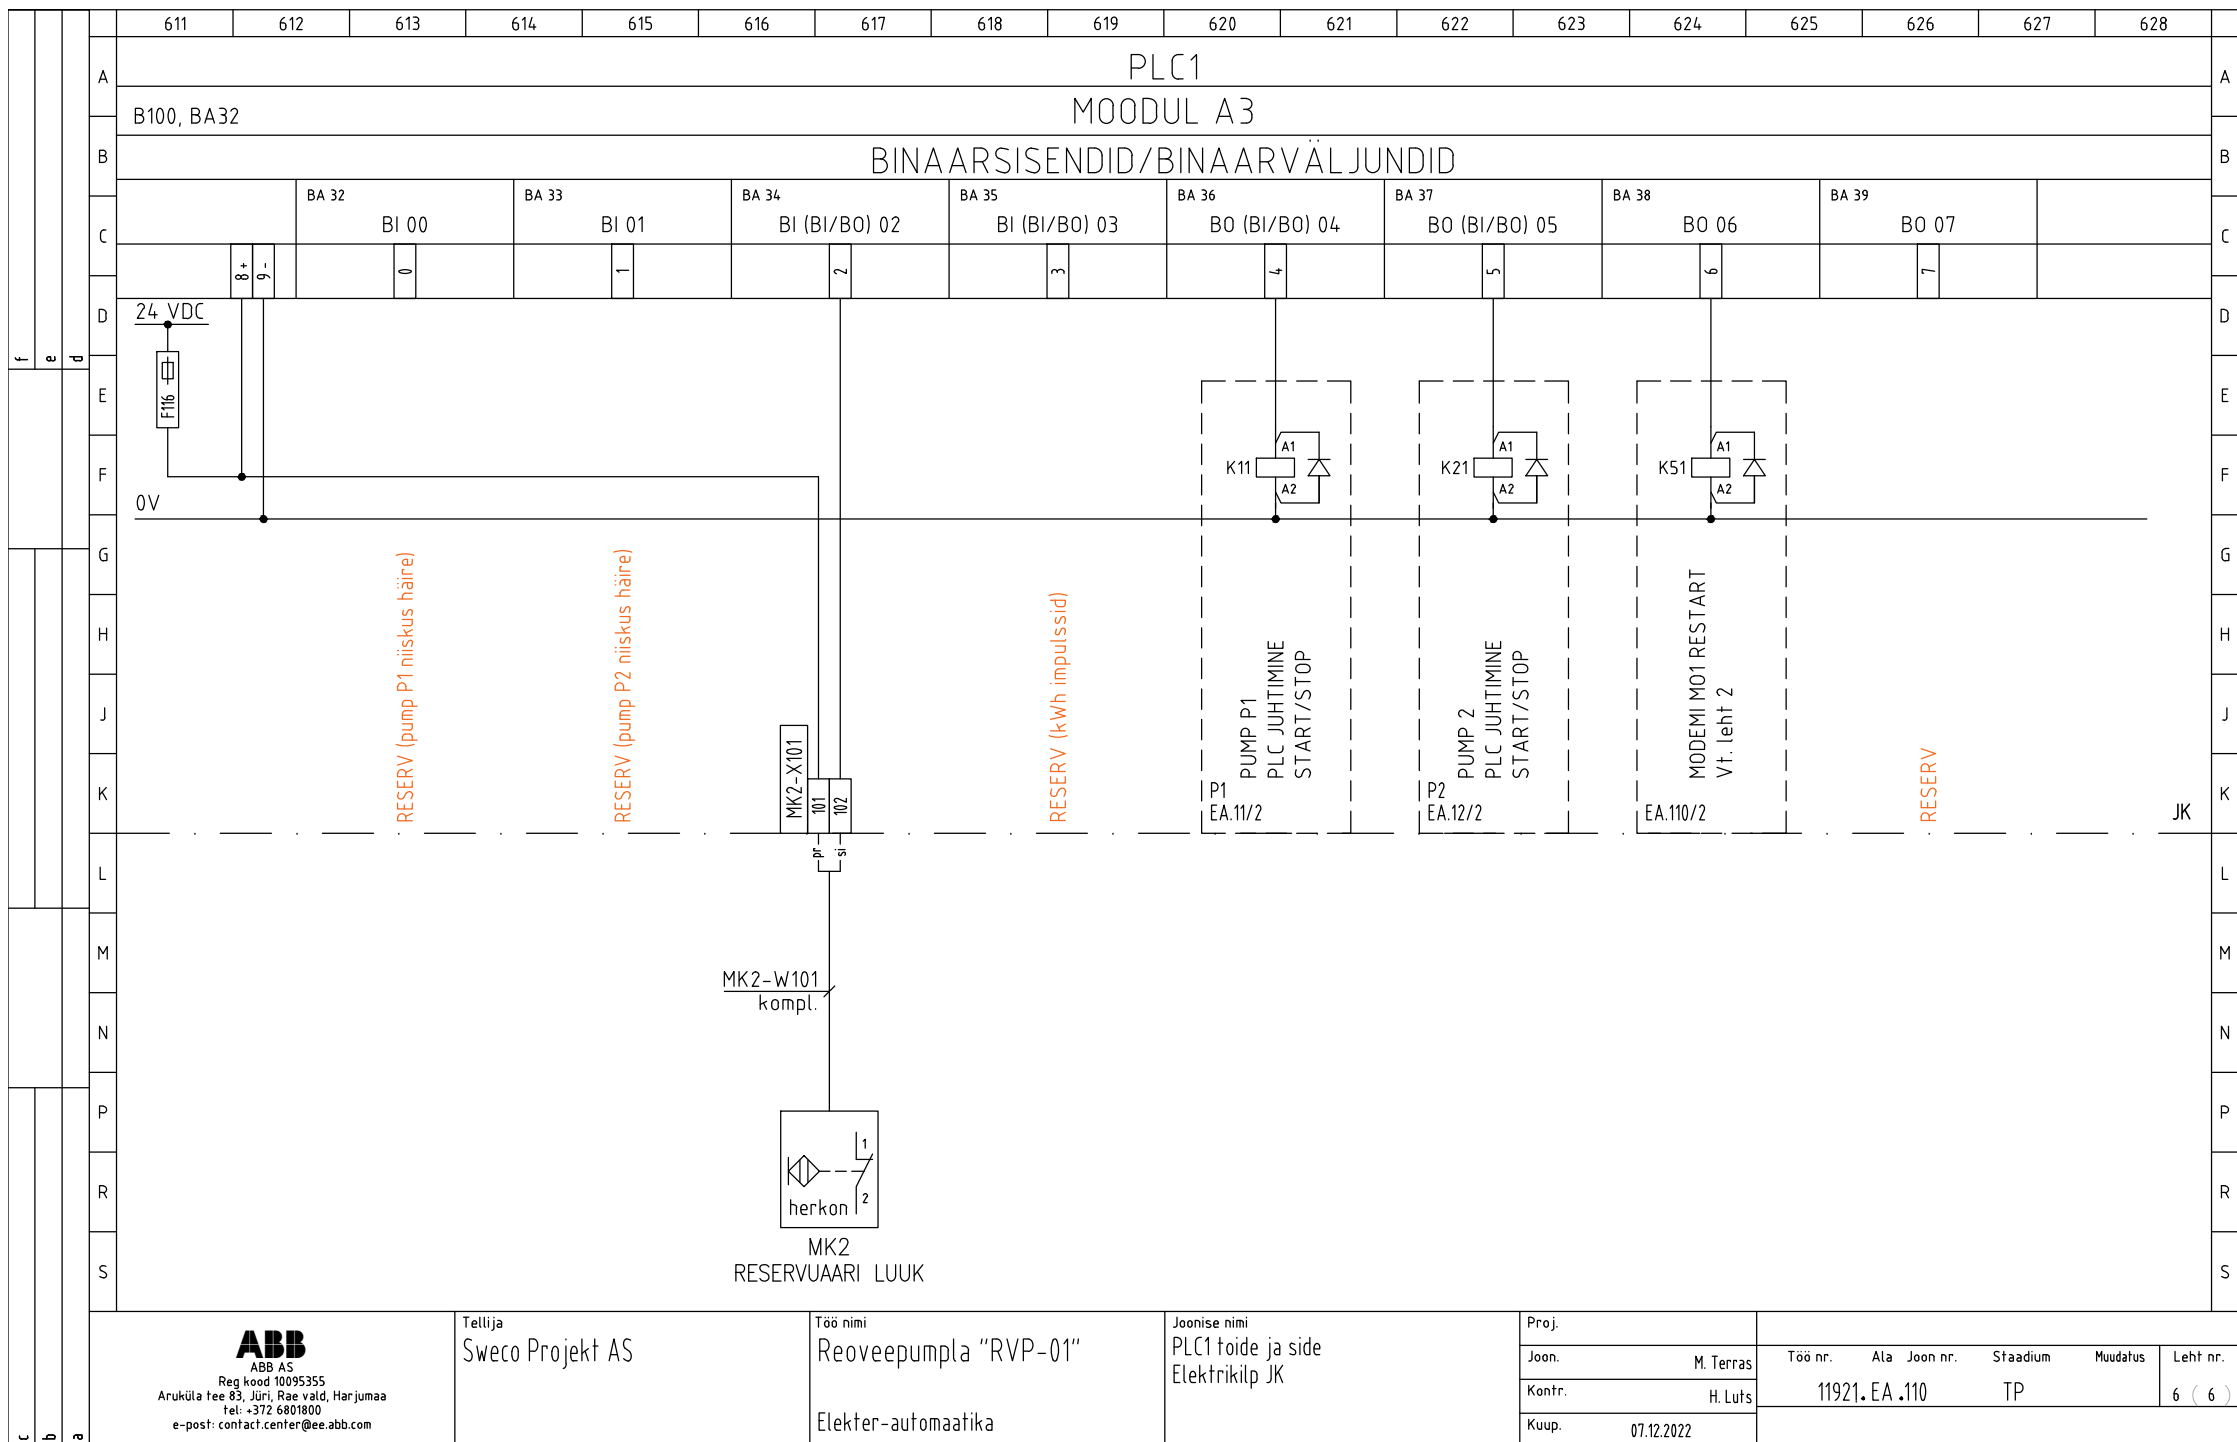 611 612 613 614 615 616 617 618 619 620 621 622 623 624 625 626 627 628
A PLC1 A
B100, BA32 MOODUL A3
B BINAARSISENDID/BINAARVÄLJUNDID B
BA 32 BA 33 BA 34 BA 35 BA 36 BA 37 BA 38 BA 39
C BI 00 BI 01 BI (BI/BO) 02 BI (BI/BO) 03 BO (BI/BO) 04 BO (BI/BO) 05 BO 06 BO 07 C
8 + 9 - 0 1 2 3 4 5 6 7
D 24 VDC D
f e d
E F116 E
A1 A1 A1
F K11 K21 K51 F
A2 A2 A2
0V
G G
H H
J J
RESERV (pump P1 niiskus häire)
RESERV (pump P2 niiskus häire)
MK2-X101
101 102
RESERV (kWh impulssid)
PUMP P1
PLC JUHTIMINE
START/STOP
P1
EA.11/2
PUMP 2
PLC JUHTIMINE
START/STOP
P2
EA.12/2
MODEMI MO1 RESTART
Vt. leht 2
EA.110/2
RESERV
K JK K
pr si
L L
M M
MK2-W101
kompl.
N N
P P
1
R R
2
herkon
MK2
RESERVUAARI LUUK
S S
c b a
ABB
ABB AS
Reg kood 10095355
Aruküla tee 83, Jüri, Rae vald, Harjumaa
tel: +372 6801800
e-post: contact.center@ee.abb.com
Tellija
Sweco Projekt AS
Töö nimi
Reoveepumpla "RVP-01"
Elekter-automaatika
Joonise nimi
PLC1 toide ja side
Elektrikilp JK
Proj.
Joon. M. Terras
Kontr. H. Luts
Kuup. 07.12.2022
Töö nr. Ala Joon nr. Staadium Muudatus Leht nr.
11921. EA .110 TP 6 ( 6 )